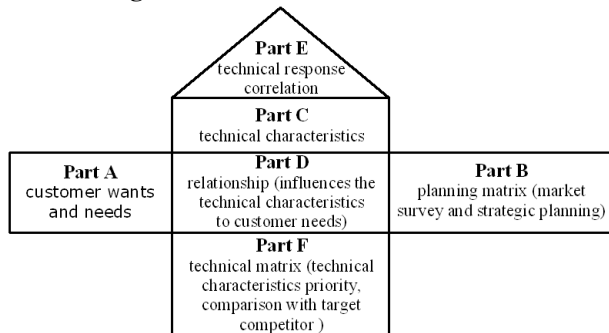 Part E
technical response
correlation
Part C
technical characteristics
Part A
customer wants
and needs
Part D
relationship (influences the
technical characteristics
to customer needs)
Part B
planning matrix (market
survey and strategic planning)
Part F
technical matrix (technical
characteristics priority,
comparison with target
competitor )